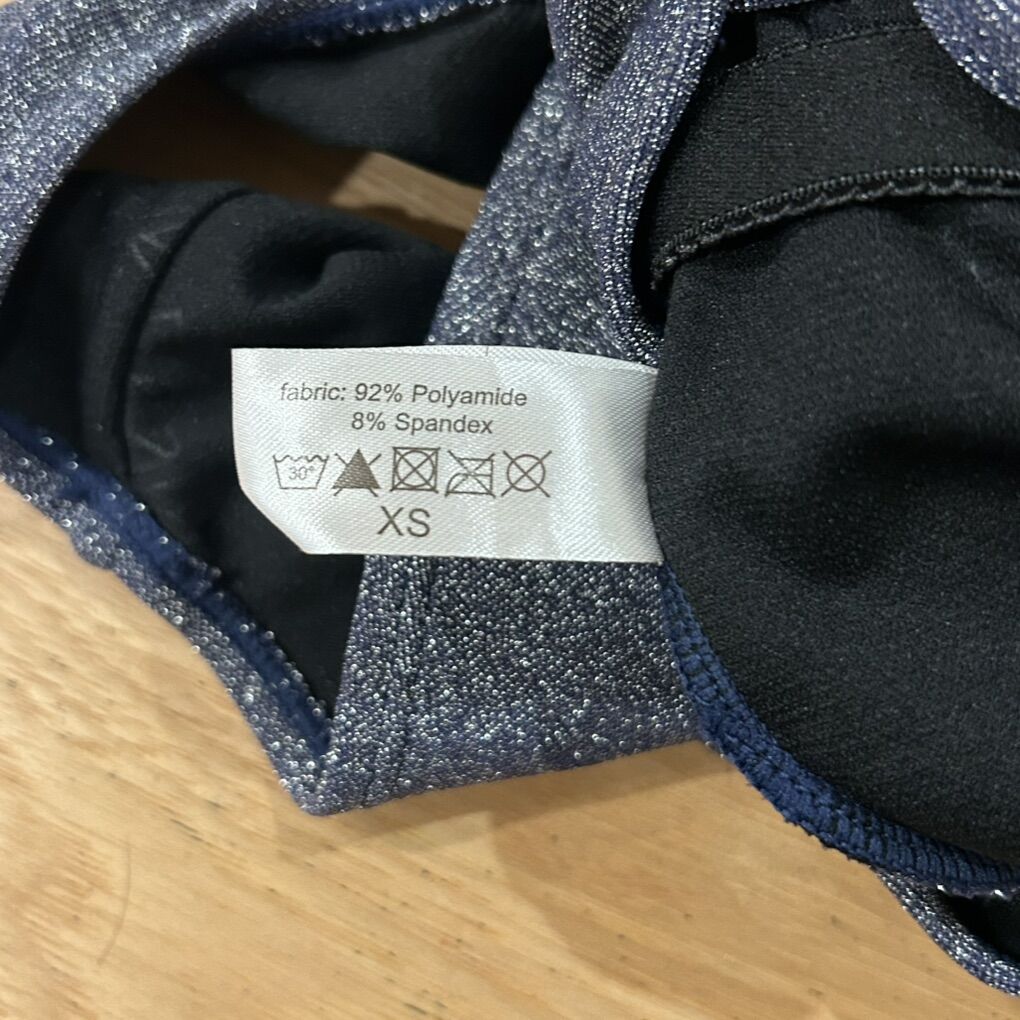 fabric: 92% Polyamide
8% Spandex
30°
XS